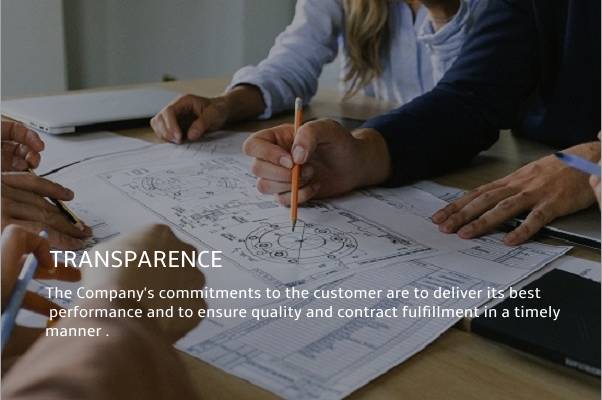 TRANSPARENCE
The Company's commitments to the customer are to deliver its best
performance and to ensure quality and contract fulfillment in a timely
manner .